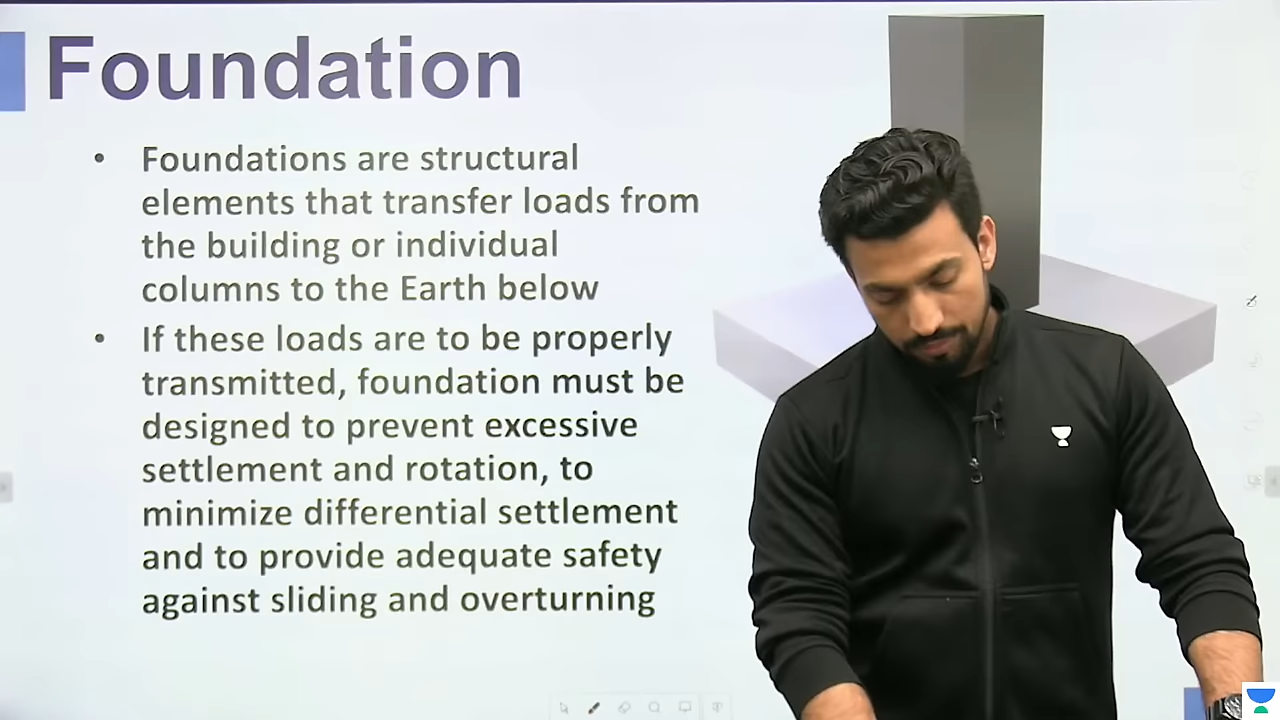 Foundation
• Foundations are structural
elements that transfer loads from
the building or individual
columns to the Earth below
• If these loads are to be properly
transmitted, foundation must be
designed to prevent excessive
settlement and rotation, to
minimize differential settlement
and to provide adequate safety
against sliding and overturning